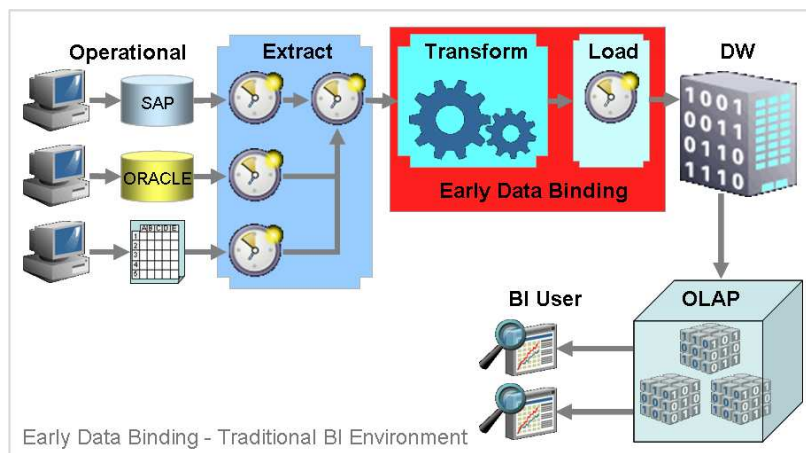 Operational
Extract
Transform
Load
DW
SAP
1001
0011
0110
1110
ORACLE
Early Data Binding
A B C D E
1
2
3
4
5
BI User
OLAP
Early Data Binding - Traditional BI Environment